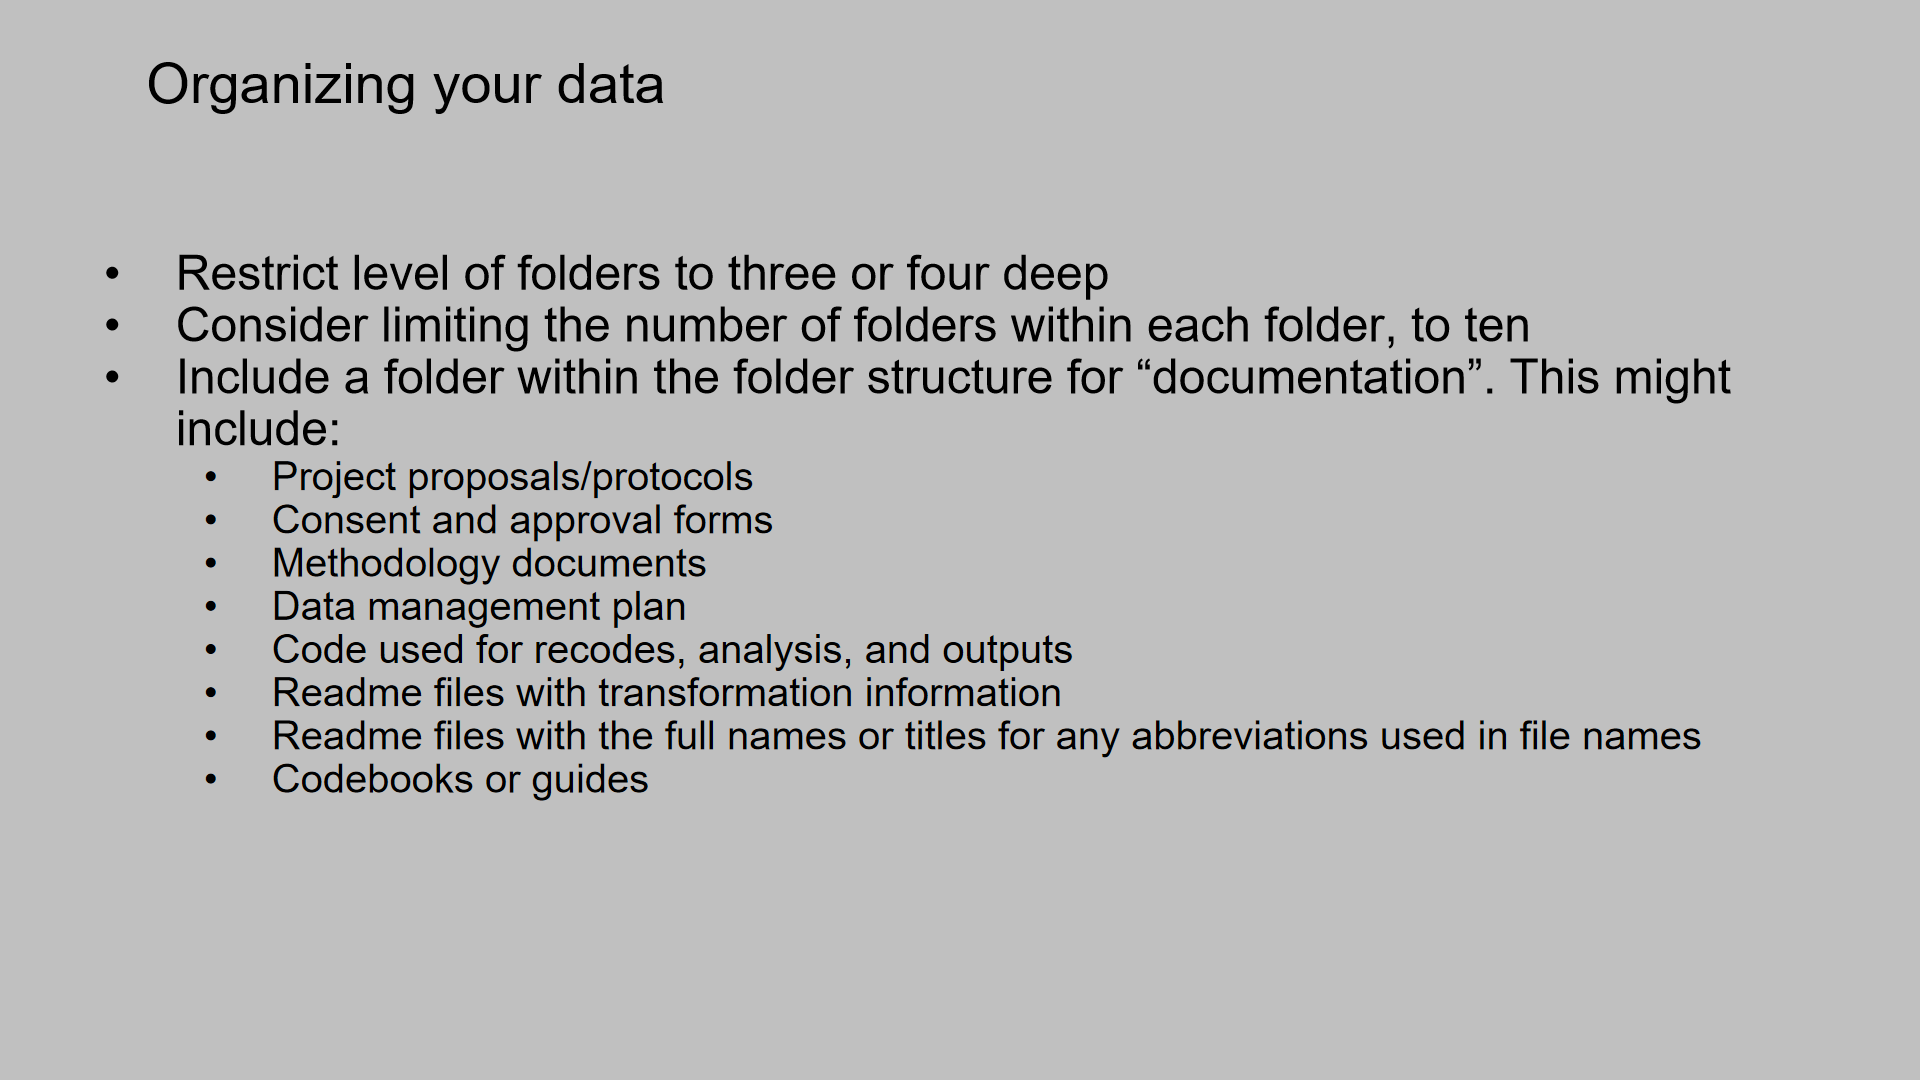 Organizing your data
• Restrict level of folders to three or four deep
• Consider limiting the number of folders within each folder, to ten
• Include a folder within the folder structure for “documentation”. This might
include:
• Project proposals/protocols
• Consent and approval forms
• Methodology documents
• Data management plan
• Code used for recodes, analysis, and outputs
• Readme files with transformation information
• Readme files with the full names or titles for any abbreviations used in file names
• Codebooks or guides